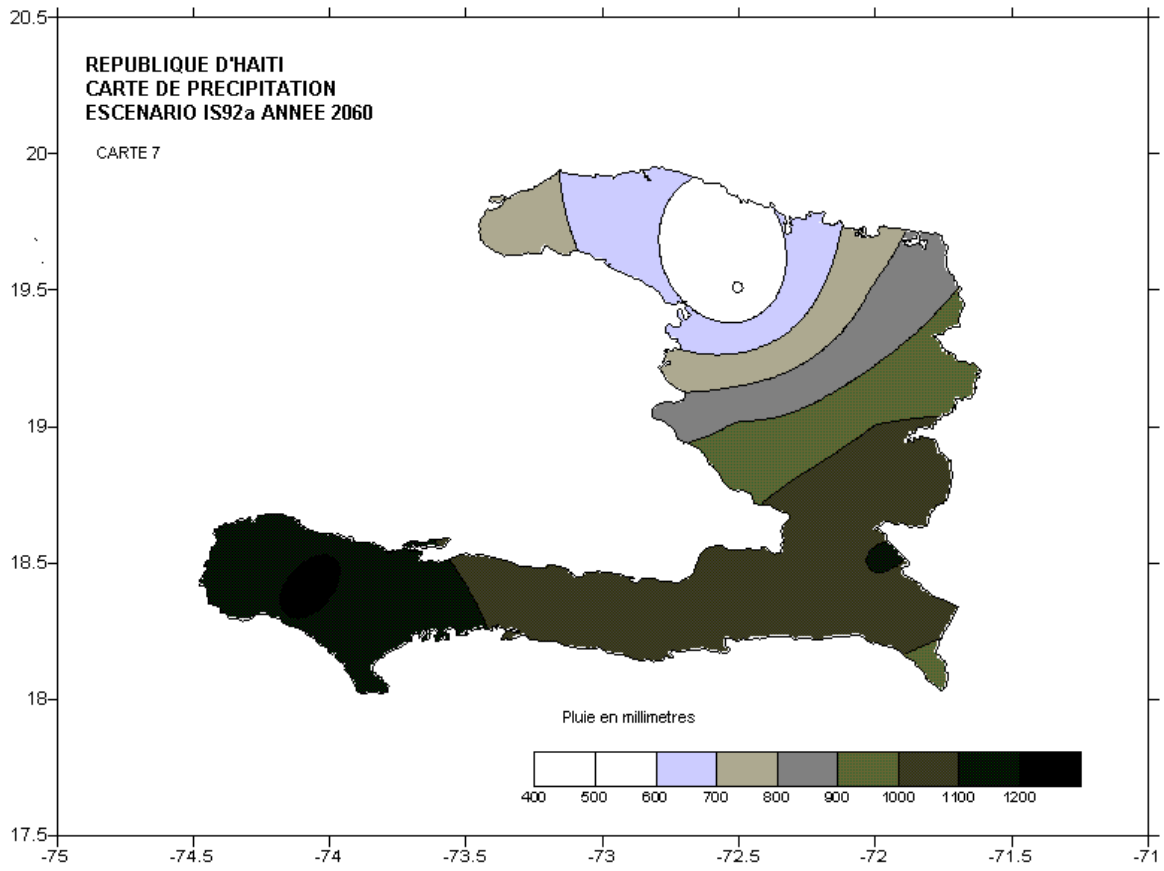 20.5
REPUBLIQUE D'HAITI
CARTE DE PRECIPITATION
ESCENARIO IS92a ANNEE 2060
20
CARTE 7
19.5
19
18.5
18
Pluie en millimetres
400 500 600 700 800 900 1000 1100 1200
17.5
-75 -74.5 -74 -73.5 -73 -72.5 -72 -71.5 -71